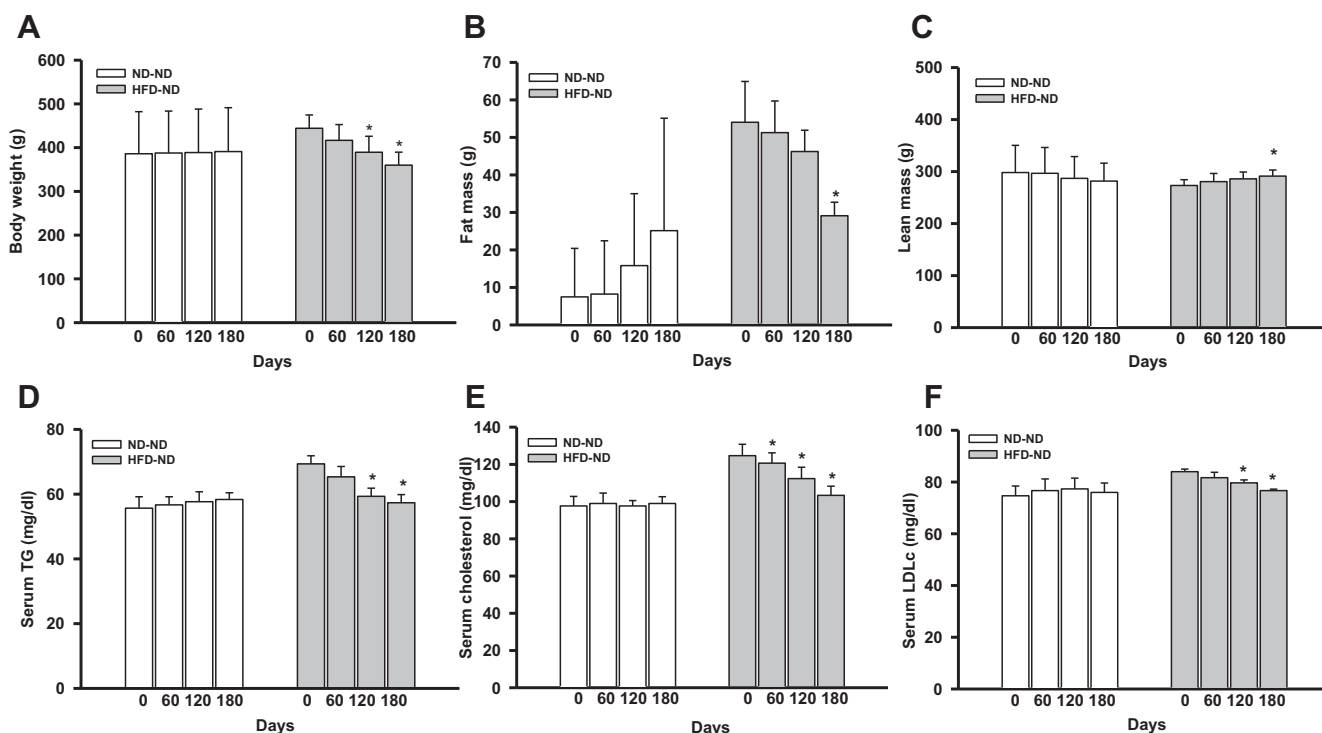 A
Body weight (g)
600
500
400
300
200
100
0
ND-ND
HFD-ND
* *
0 60 120 180 0 60 120 180
Days
B
Fat mass (g)
70
60
50
40
30
20
10
0
ND-ND
HFD-ND
*
0 60 120 180 0 60 120 180
Days
C
Lean mass (g)
500
400
300
200
100
0
ND-ND
HFD-ND
*
0 60 120 180 0 60 120 180
Days
D
Serum TG (mg/dl)
80
60
40
20
0
ND-ND
HFD-ND
* *
0 60 120 180 0 60 120 180
Days
E
Serum cholesterol (mg/dl)
140
120
100
80
60
40
20
0
ND-ND
HFD-ND
* * *
0 60 120 180 0 60 120 180
Days
F
Serum LDLc (mg/dl)
100
80
60
40
20
0
ND-ND
HFD-ND
* *
0 60 120 180 0 60 120 180
Days